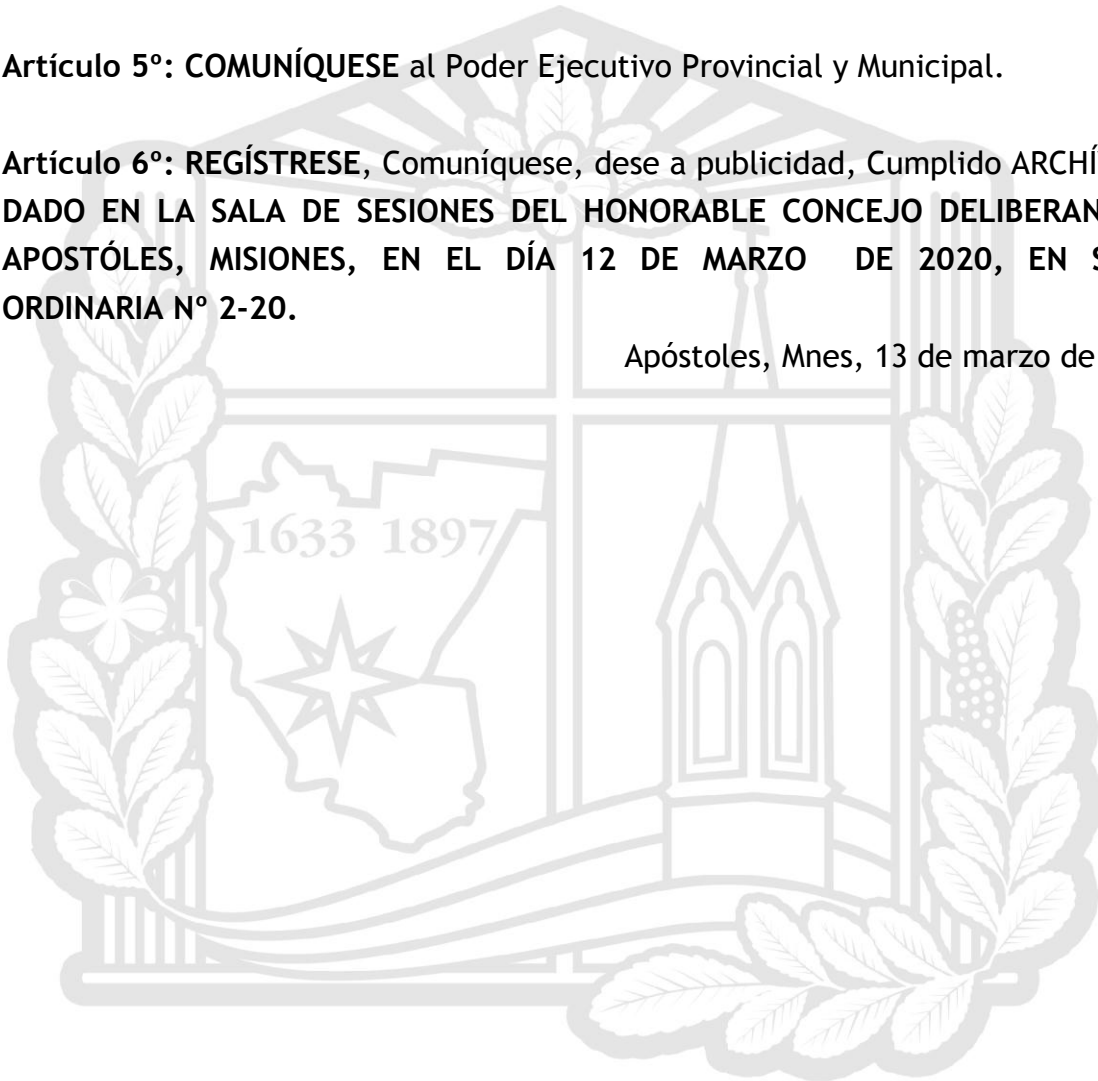 Artículo 5º: COMUNÍQUESE al Poder Ejecutivo Provincial y Municipal.
Artículo 6º: REGÍSTRESE, Comuníquese, dese a publicidad, Cumplido ARCHÍ
DADO EN LA SALA DE SESIONES DEL HONORABLE CONCEJO DELIBERAN
APOSTÓLES, MISIONES, EN EL DÍA 12 DE MARZO DE 2020, EN S
ORDINARIA Nº 2-20.
Apóstoles, Mnes, 13 de marzo de
1633 1897